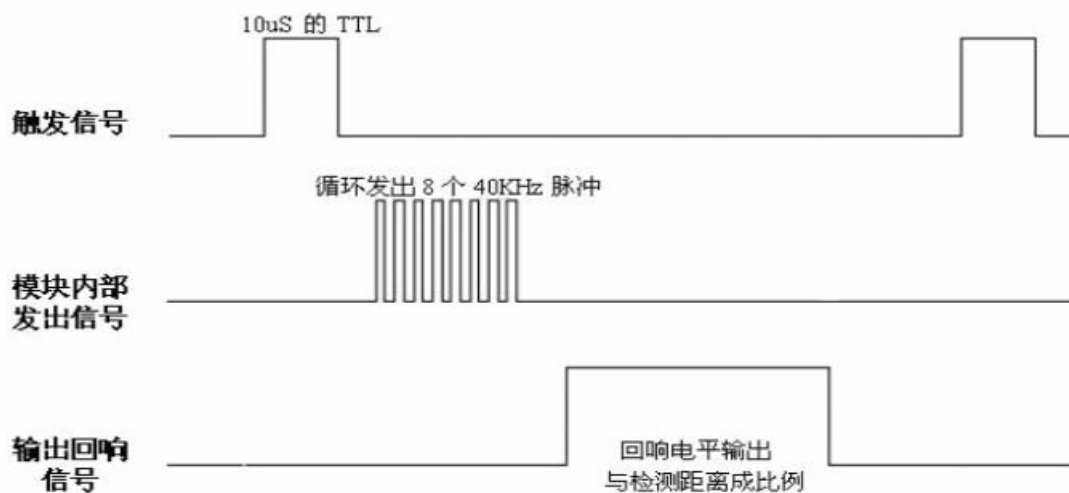 10uS 的 TTL
触发信号
循环发出 8 个 40KHz 脉冲
模块内部
发出信号
输出回响
信号
回响电平输出
与检测距离成比例